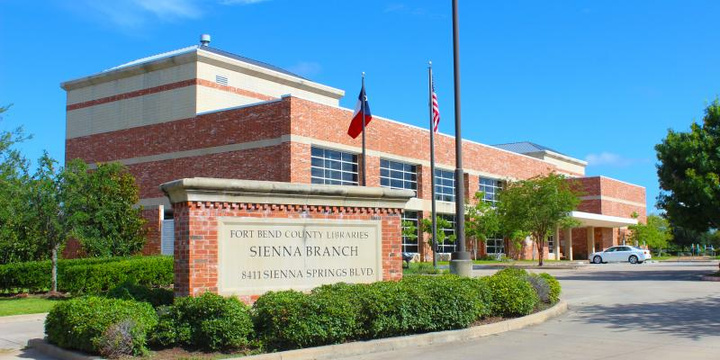 FORT BEND COUNTY LIBRARIES
SIENNA BRANCH
8411 SIENNA SPRINGS BLVD.